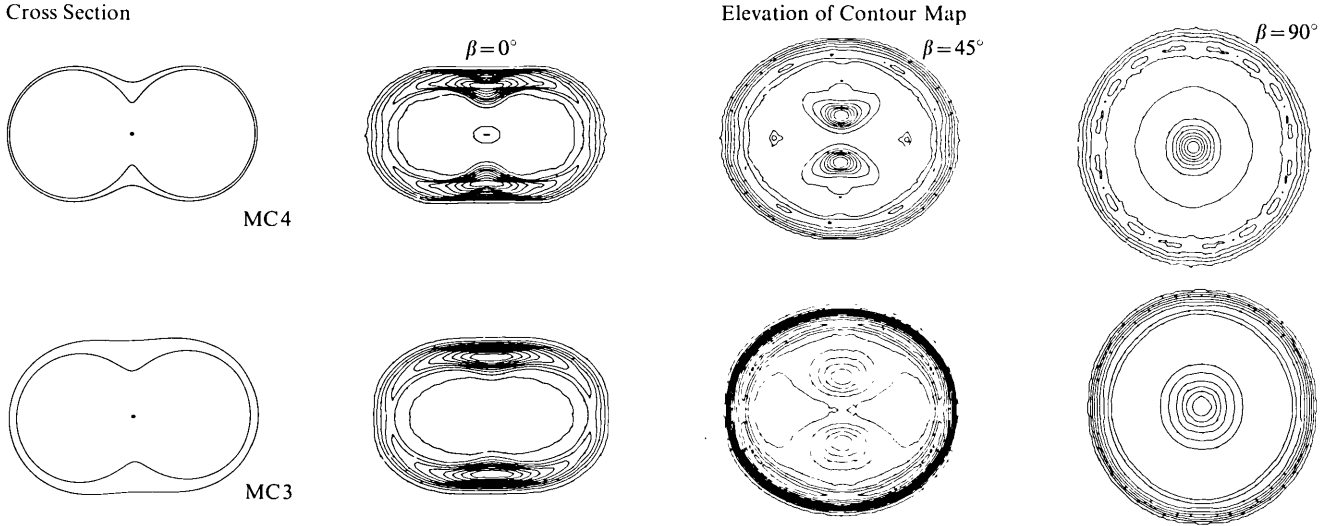 Cross Section
Elevation of Contour Map
β=0°
β=45°
β=90°
MC4
MC3